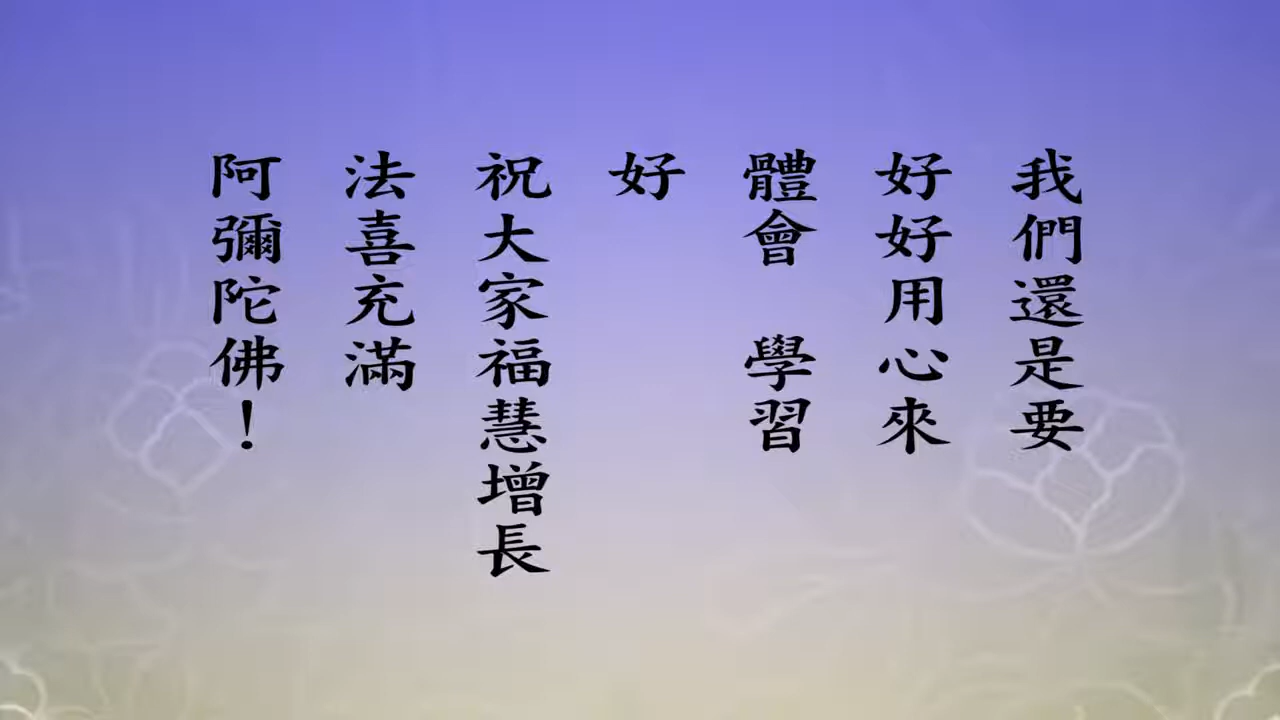 我們還是要
好好用心來
體會　學習
好
祝大家福慧增長
法喜充滿
阿彌陀佛！